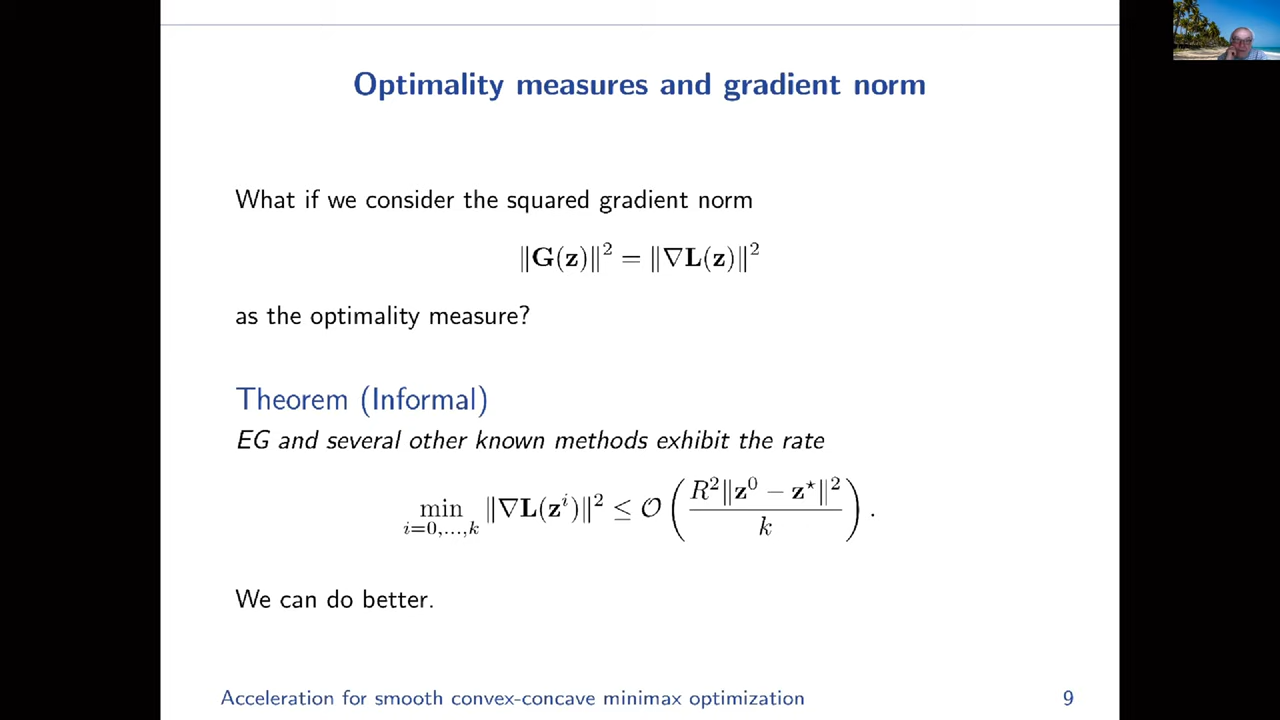 Optimality measures and gradient norm
What if we consider the squared gradient norm
‖G(z)‖² = ‖∇L(z)‖²
as the optimality measure?
Theorem (Informal)
EG and several other known methods exhibit the rate
min_{i=0,...,k} ‖∇L(zⁱ)‖² ≤ 𝒪(R²‖z⁰ − z⋆‖² / k).
We can do better.
Acceleration for smooth convex-concave minimax optimization 9